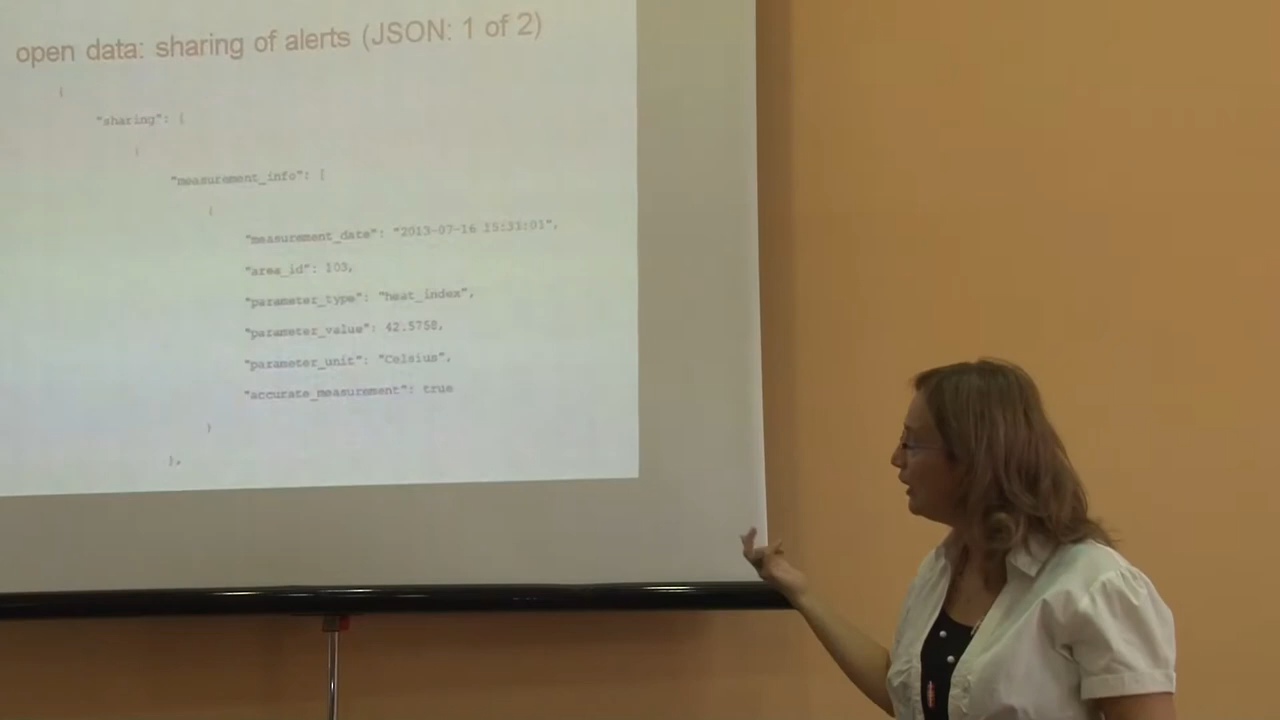 open data: sharing of alerts (JSON: 1 of 2)
{
"sharing": [
{
"measurement_info": [
{
"measurement_date": "2013-07-16 15:31:01",
"area_id": 103,
"parameter_type": "heat_index",
"parameter_value": 42.5758,
"parameter_unit": "Celsius",
"accurate_measurement": true
}
],